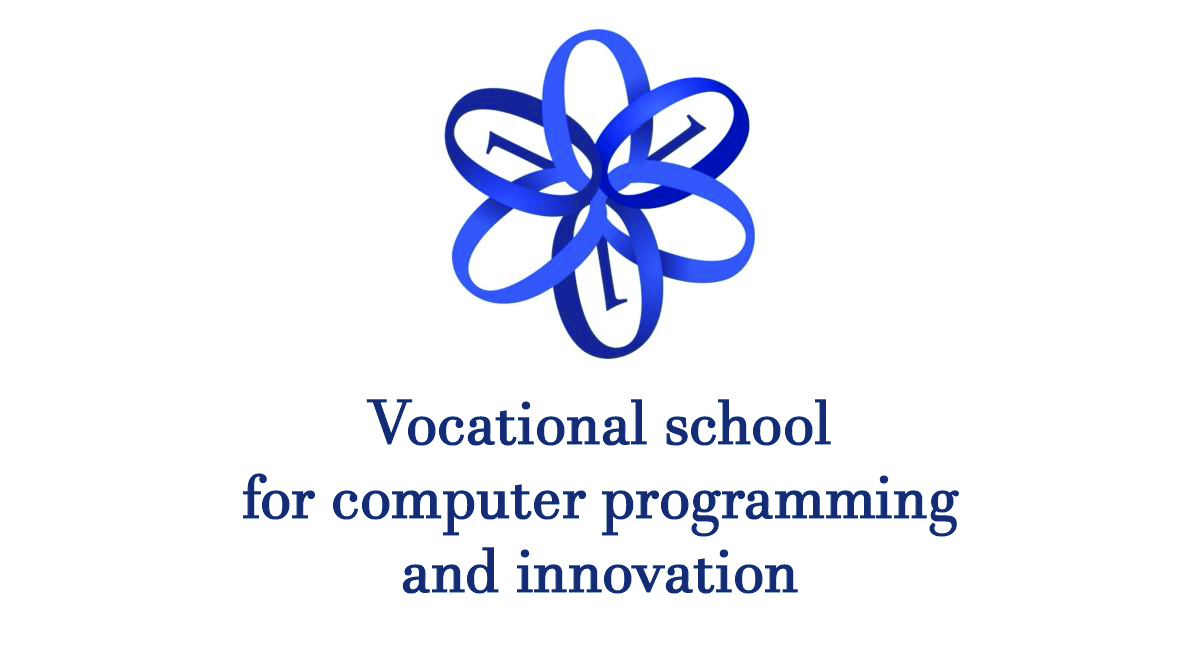 Vocational school
for computer programming
and innovation